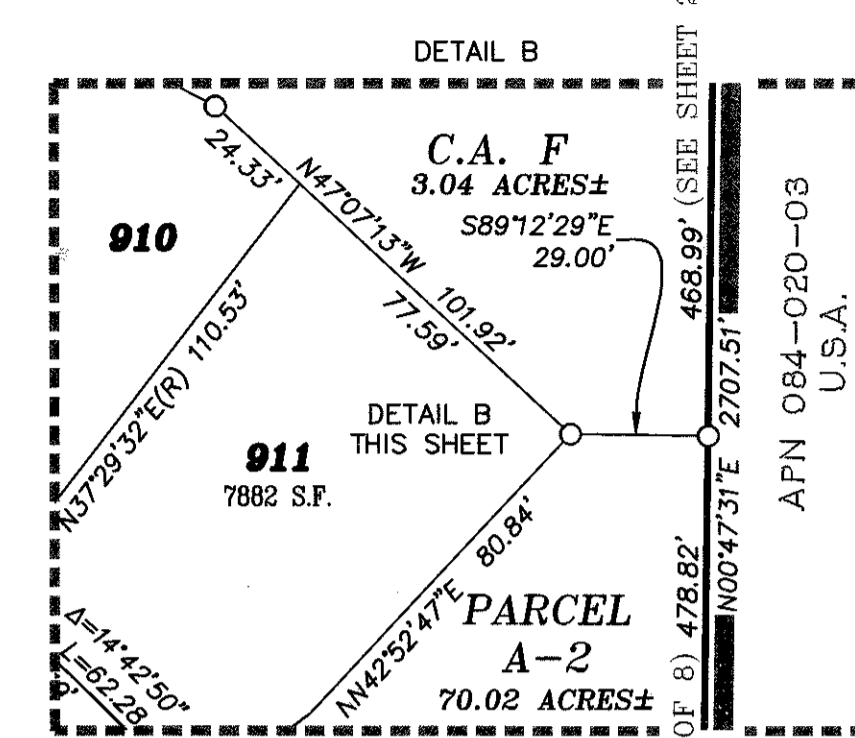 DETAIL B
24.33'
N47°07'13"W 101.92'
77.59'
C.A. F
3.04 ACRES±
S89°12'29"E
29.00'
910
N37°29'32"E(R) 110.53'
DETAIL B
THIS SHEET
911
7882 S.F.
NN42°52'47"E 80.84'
PARCEL
A-2
70.02 ACRES±
Δ=14°42'50"
L=62.28
OF 8) 478.82' 468.99' (SEE SHEET
N00°47'31"E 2707.51'
APN 084-020-03
U.S.A.